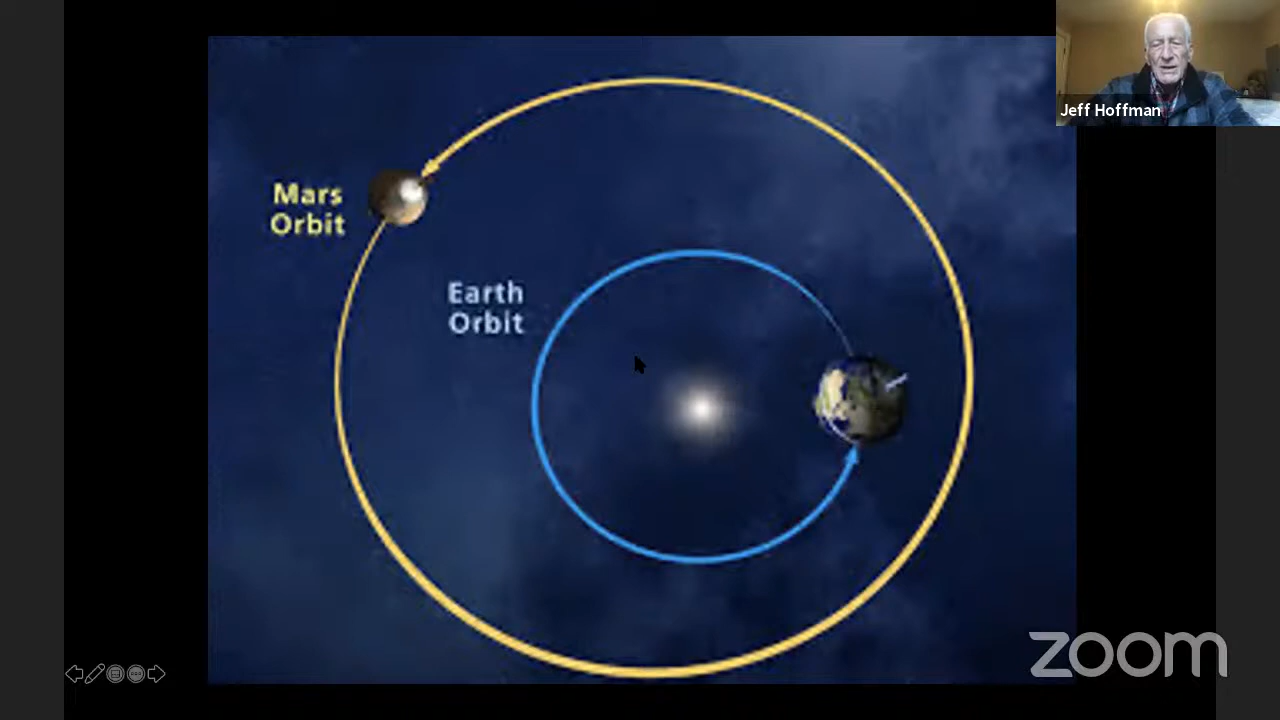 Jeff Hoffman
Mars
Orbit
Earth
Orbit
zoom